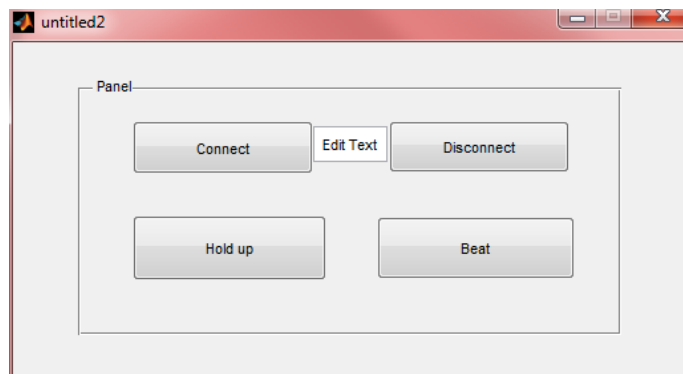 untitled2
Panel
Connect
Edit Text
Disconnect
Hold up
Beat